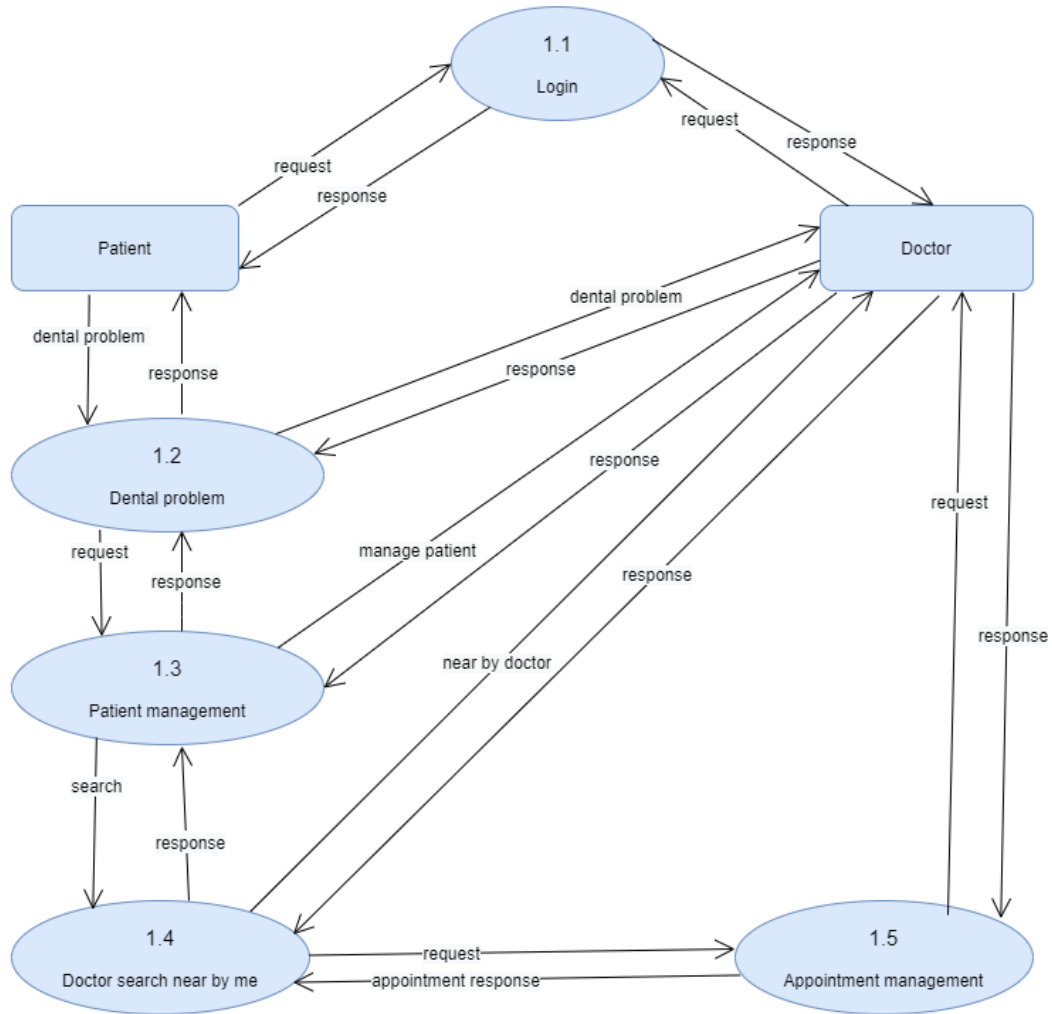 1.1
Login
request
response
request
response
Patient
Doctor
dental problem
response
dental problem
response
1.2
Dental problem
request
response
manage patient
response
1.3
Patient management
search
response
near by doctor
response
request
response
1.4
Doctor search near by me
request
appointment response
1.5
Appointment management